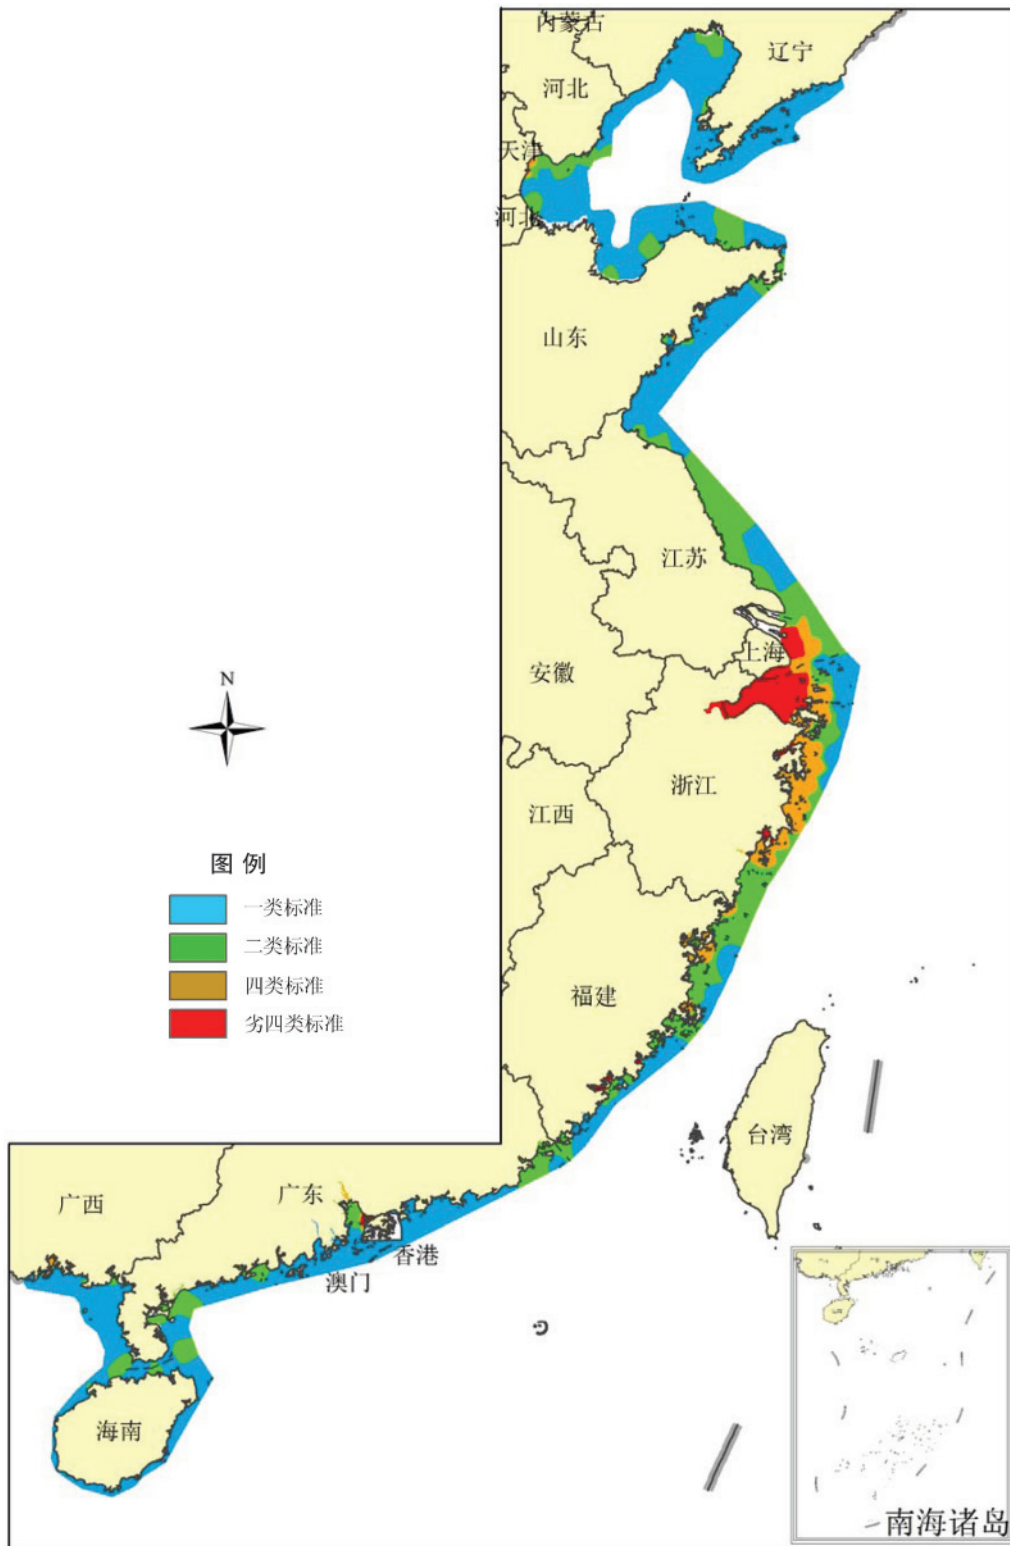 内蒙古
辽宁
河北
天津
河北
山东
江苏
上海
安徽
N
浙江
江西
图 例
一类标准
二类标准
四类标准
劣四类标准
福建
台湾
广西
广东
香港
澳门
海南
南海诸岛